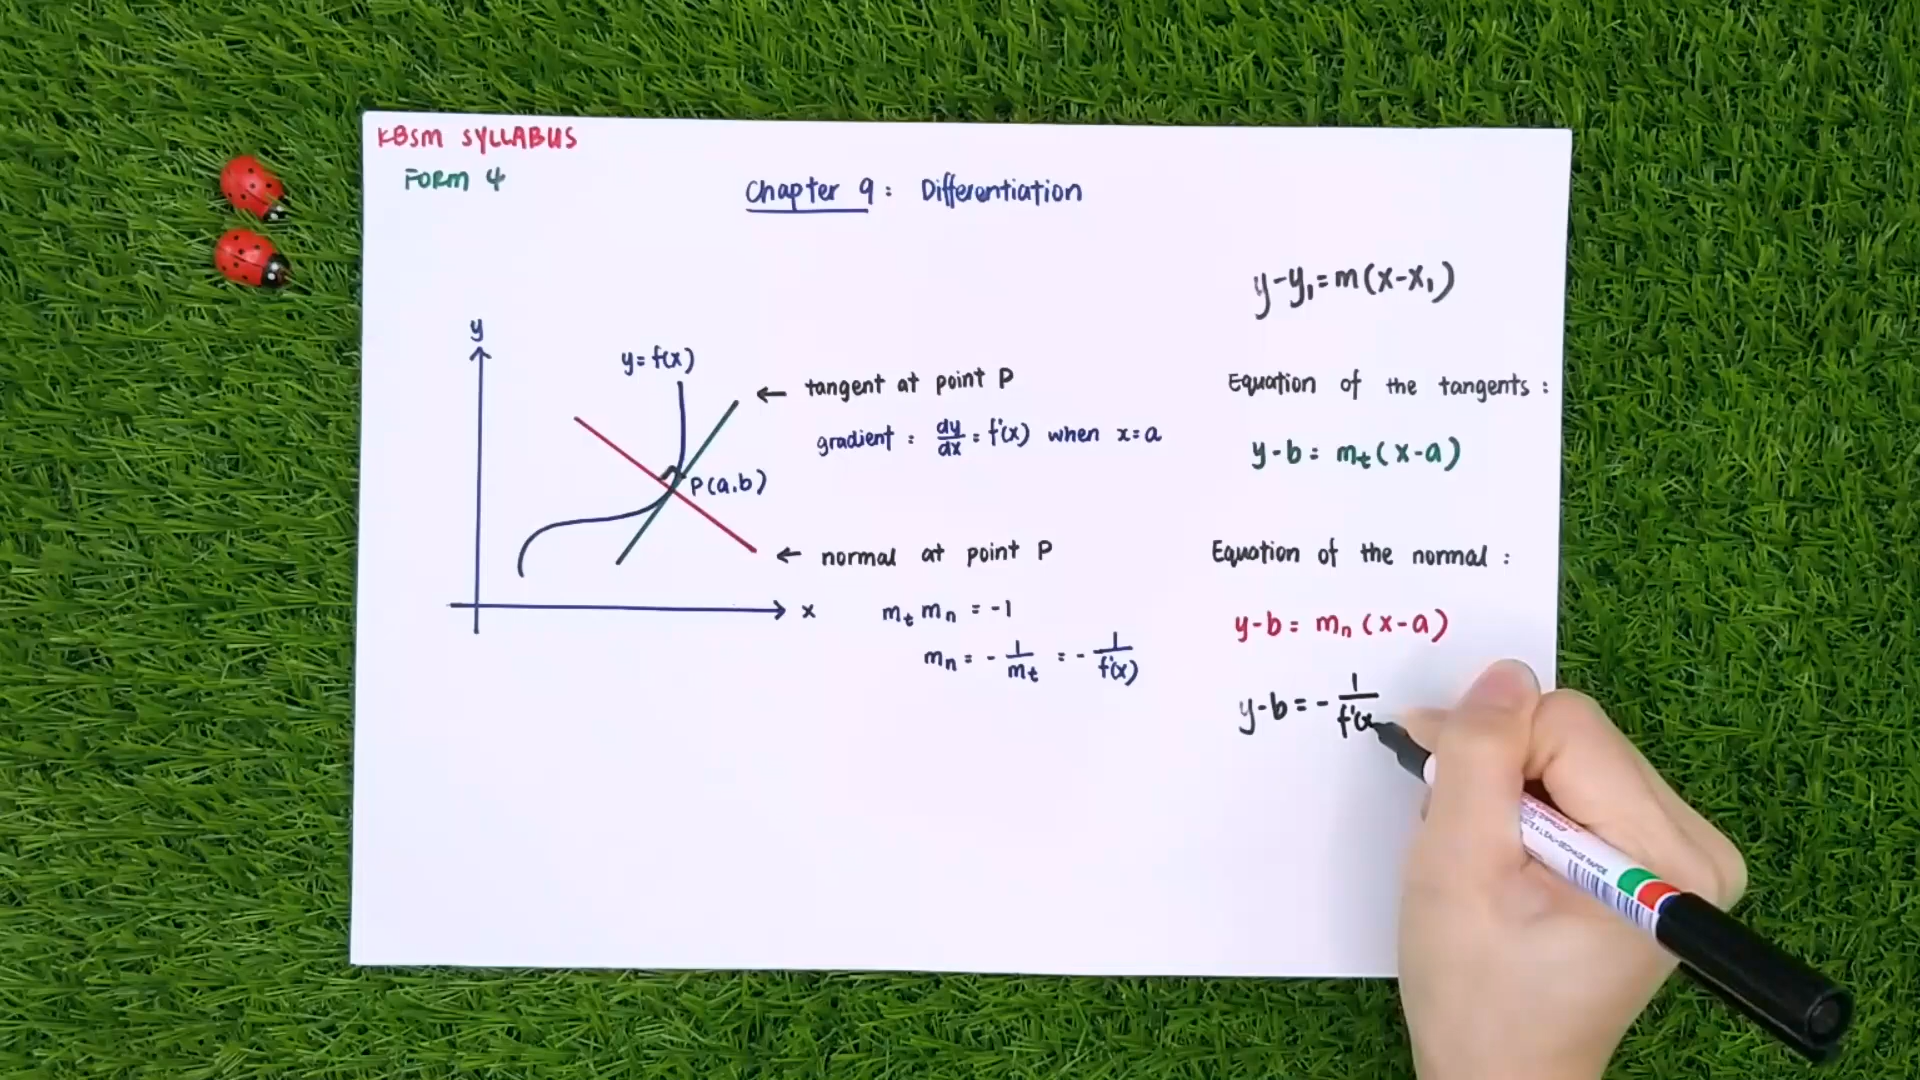 KBSM SYLLABUS
FORM 4
Chapter 9: Differentiation
y
y=f(x)
P(a,b)
x
← tangent at point P
gradient: dy/dx = f'(x) when x=a
← normal at point P
mₜ mₙ = -1
mₙ = - 1/mₜ = - 1/f'(x)
y-y₁=m(x-x₁)
Equation of the tangents:
y-b = mₜ(x-a)
Equation of the normal:
y-b = mₙ(x-a)
y-b = - 1/f'(x